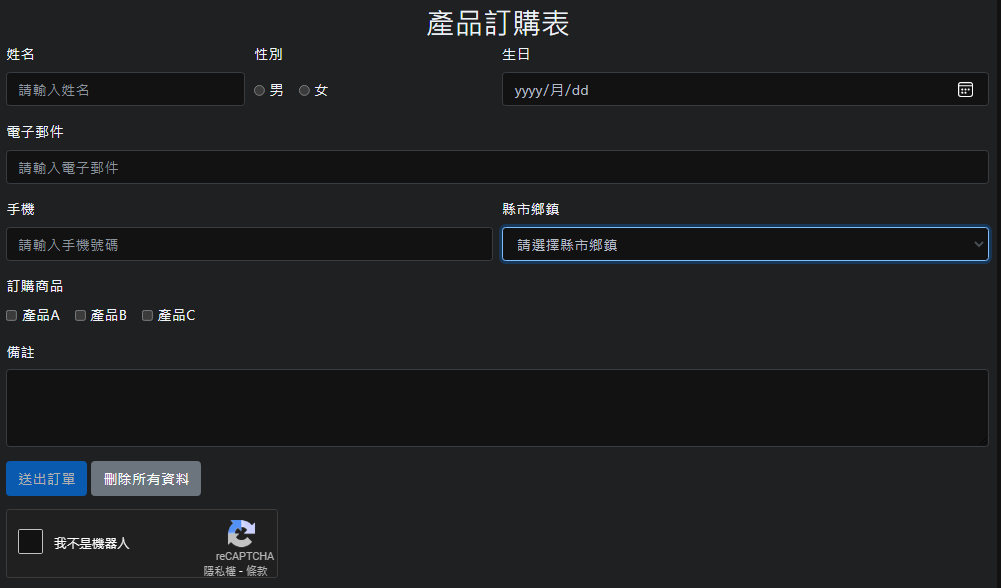 產品訂購表
姓名 性別 生日
請輸入姓名 男 女 yyyy/月/dd
電子郵件
請輸入電子郵件
手機 縣市鄉鎮
請輸入手機號碼 請選擇縣市鄉鎮
訂購商品
產品A 產品B 產品C
備註
送出訂單 刪除所有資料
我不是機器人
reCAPTCHA
隱私權 - 條款